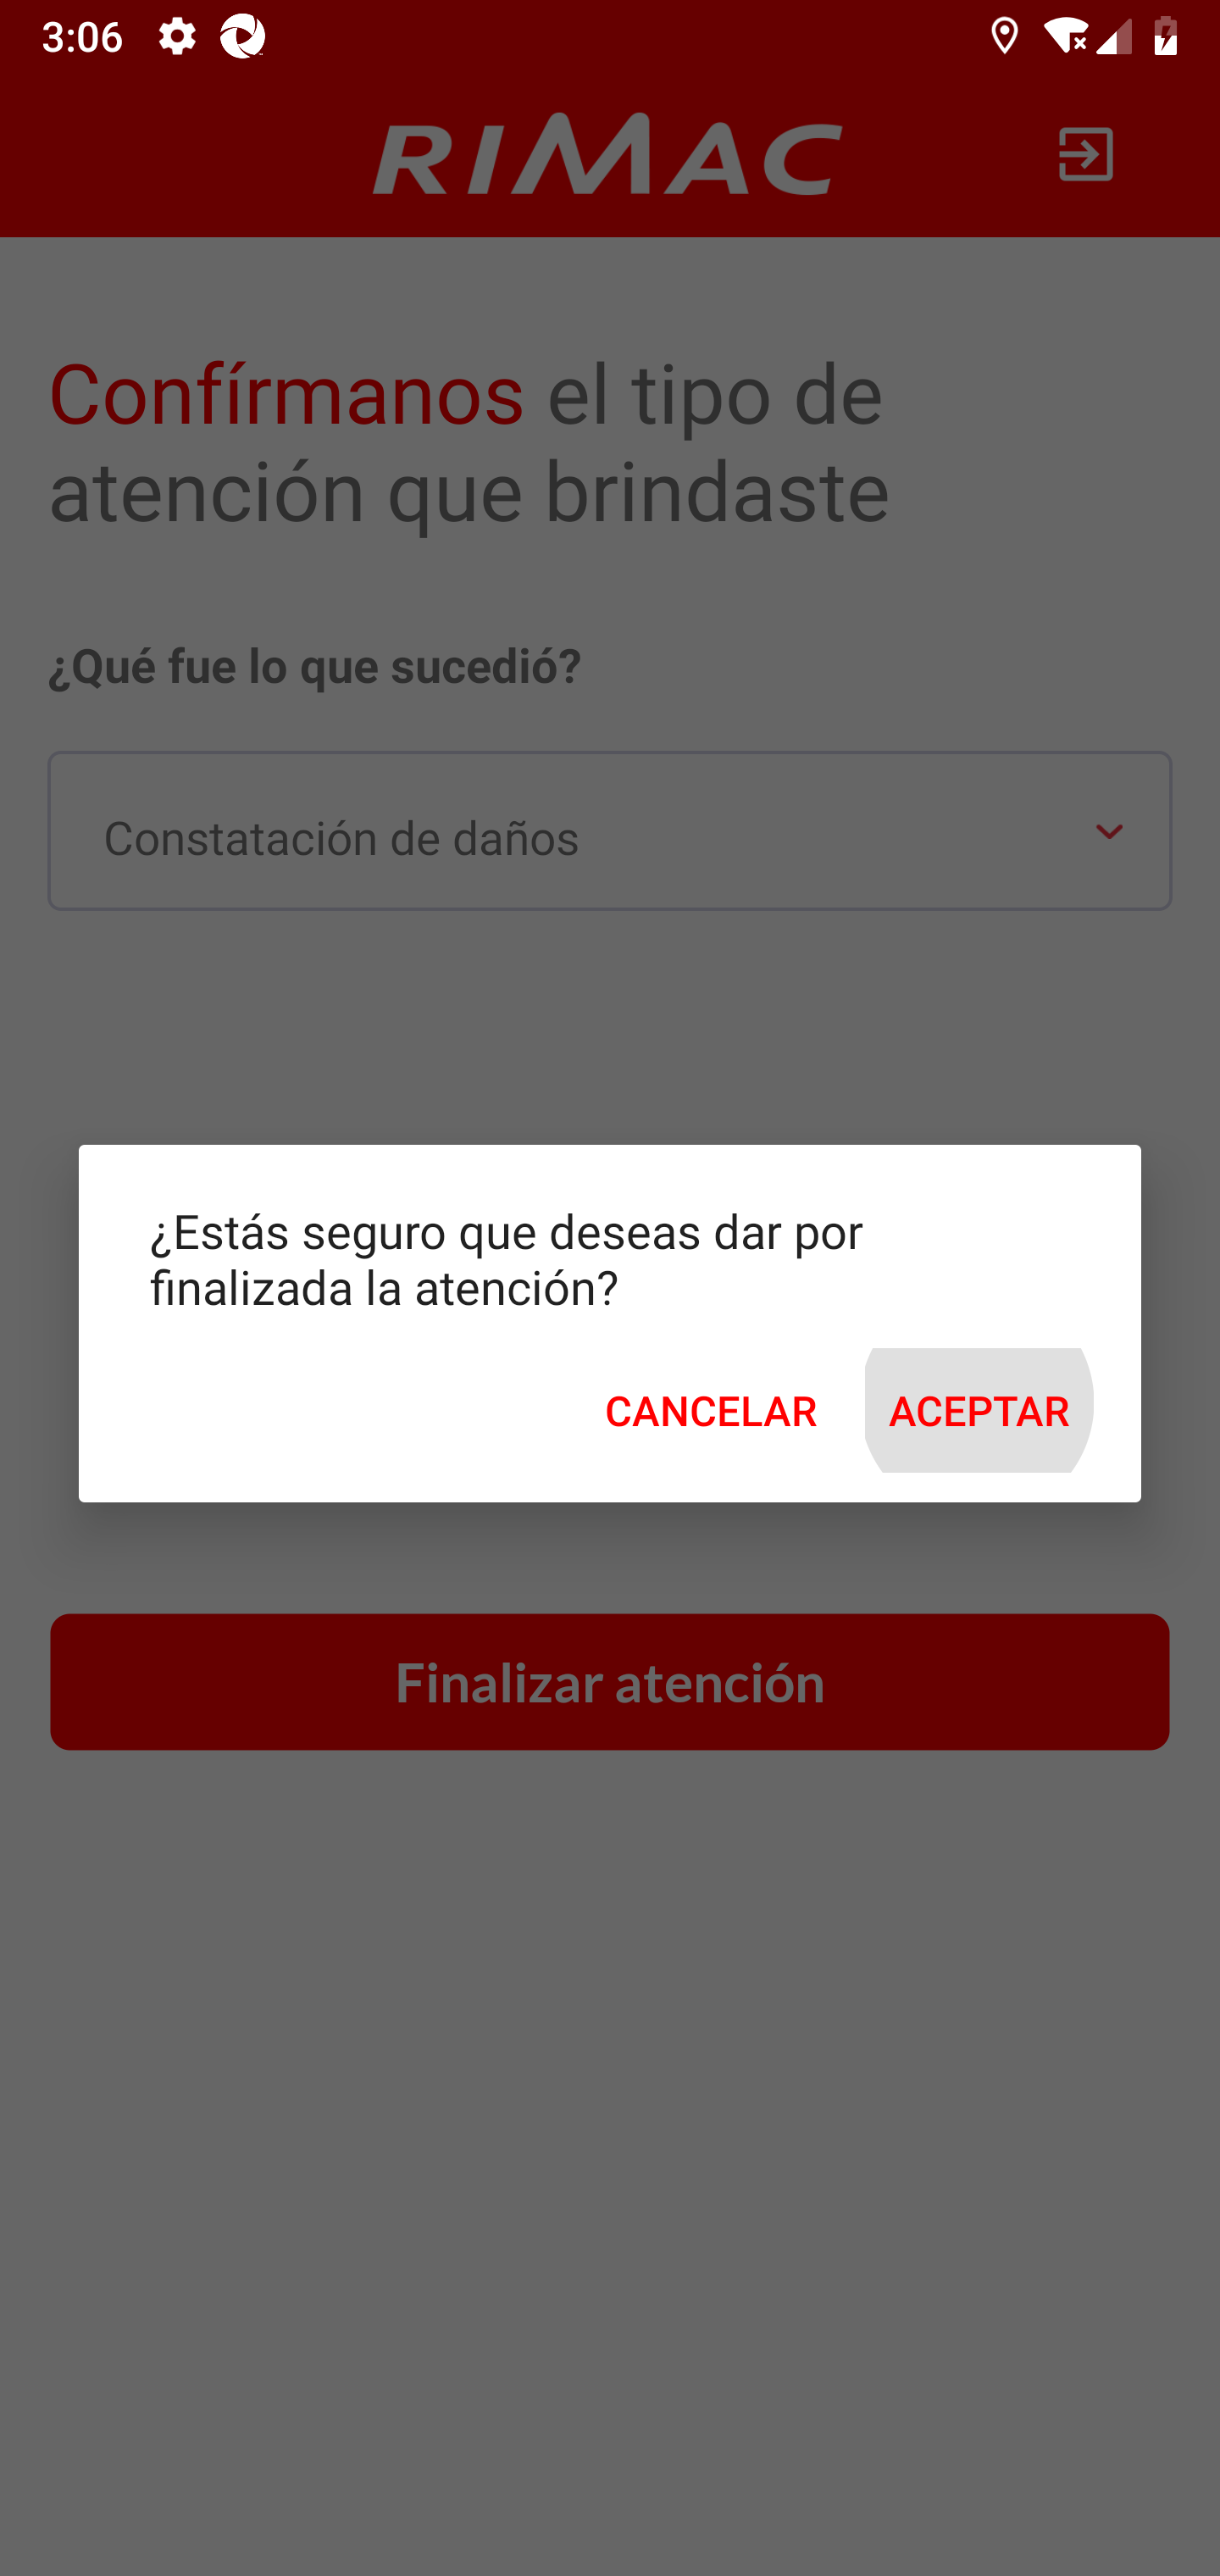 3:06
RIMAC
Confírmanos el tipo de
atención que brindaste
¿Qué fue lo que sucedió?
Constatación de daños
¿Estás seguro que deseas dar por
finalizada la atención?
CANCELAR ACEPTAR
Finalizar atención